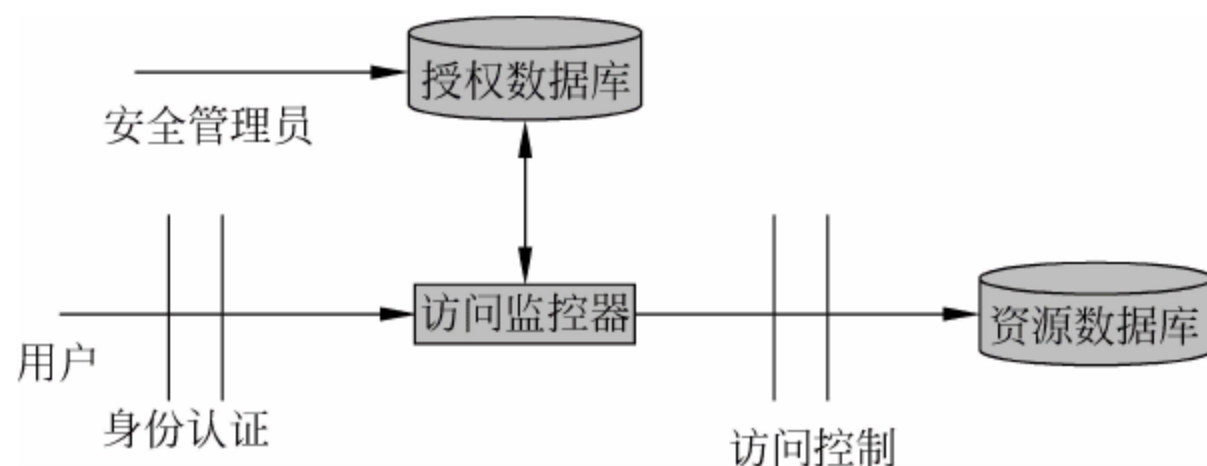 授权数据库
安全管理员
访问监控器
资源数据库
用户
身份认证
访问控制